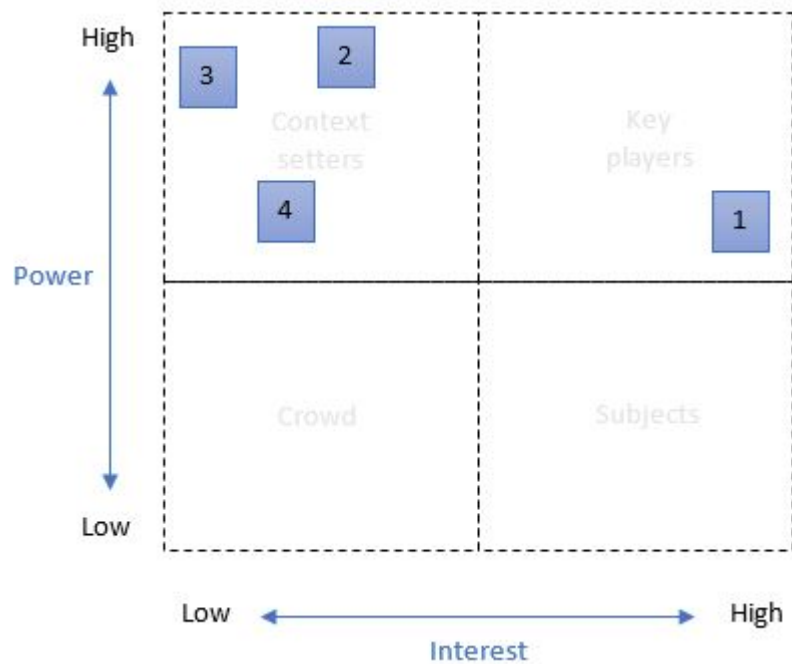 High
3
2
Context
setters
Key
players
4
1
Power
Crowd
Subjects
Low
Low
High
Interest